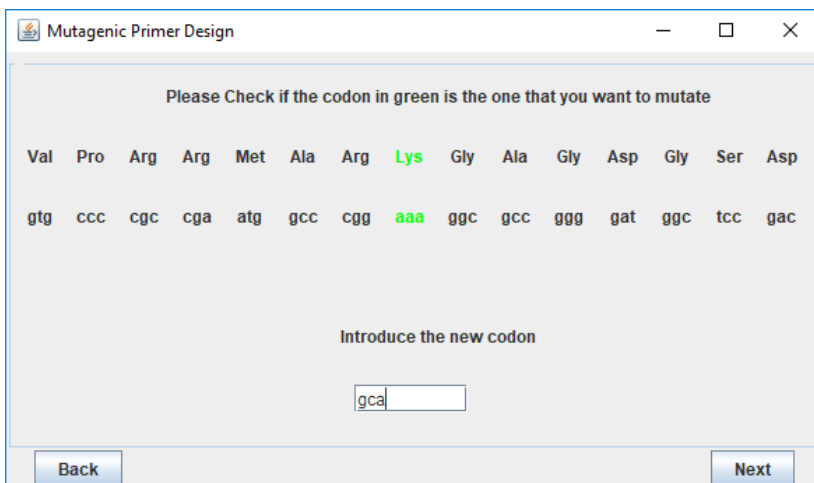 Mutagenic Primer Design
Please Check if the codon in green is the one that you want to mutate
Val Pro Arg Arg Met Ala Arg Lys Gly Ala Gly Asp Gly Ser Asp
gtg ccc cgc cga atg gcc cgg aaa ggc gcc ggg gat ggc tcc gac
Introduce the new codon
gca
Back Next